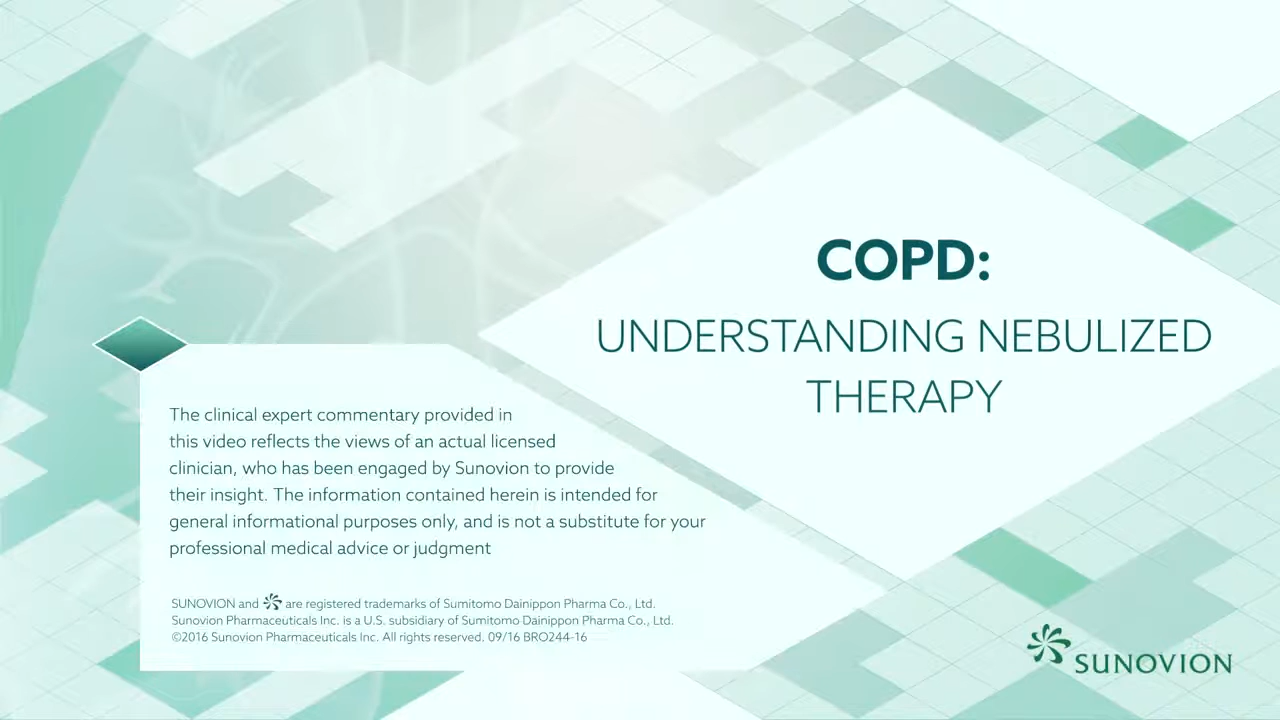 COPD:
UNDERSTANDING NEBULIZED
THERAPY
The clinical expert commentary provided in
this video reflects the views of an actual licensed
clinician, who has been engaged by Sunovion to provide
their insight. The information contained herein is intended for
general informational purposes only, and is not a substitute for your
professional medical advice or judgment
SUNOVION and are registered trademarks of Sumitomo Dainippon Pharma Co., Ltd.
Sunovion Pharmaceuticals Inc. is a U.S. subsidiary of Sumitomo Dainippon Pharma Co., Ltd.
©2016 Sunovion Pharmaceuticals Inc. All rights reserved. 09/16 BRO244-16
SUNOVION